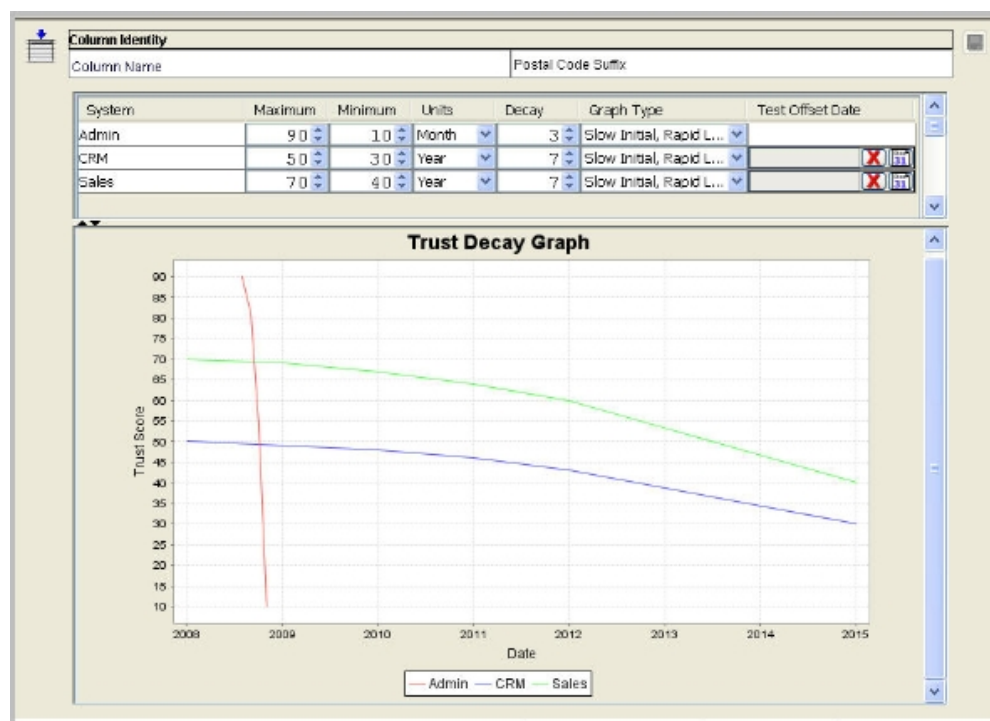 Column Identity
Column Name Postal Code Suffix
System Maximum Minimum Units Decay Graph Type Test Offset Date
Admin 90 10 Month 3 Slow Initial, Rapid L...
CRM 50 30 Year 7 Slow Initial, Rapid L... 31
Sales 70 40 Year 7 Slow Initial, Rapid L... 31
Trust Decay Graph
90
85
80
75
70
65
60
55
50
45
40
35
30
25
20
15
10
Trust Score
2008 2009 2010 2011 2012 2013 2014 2015
Date
Admin CRM Sales